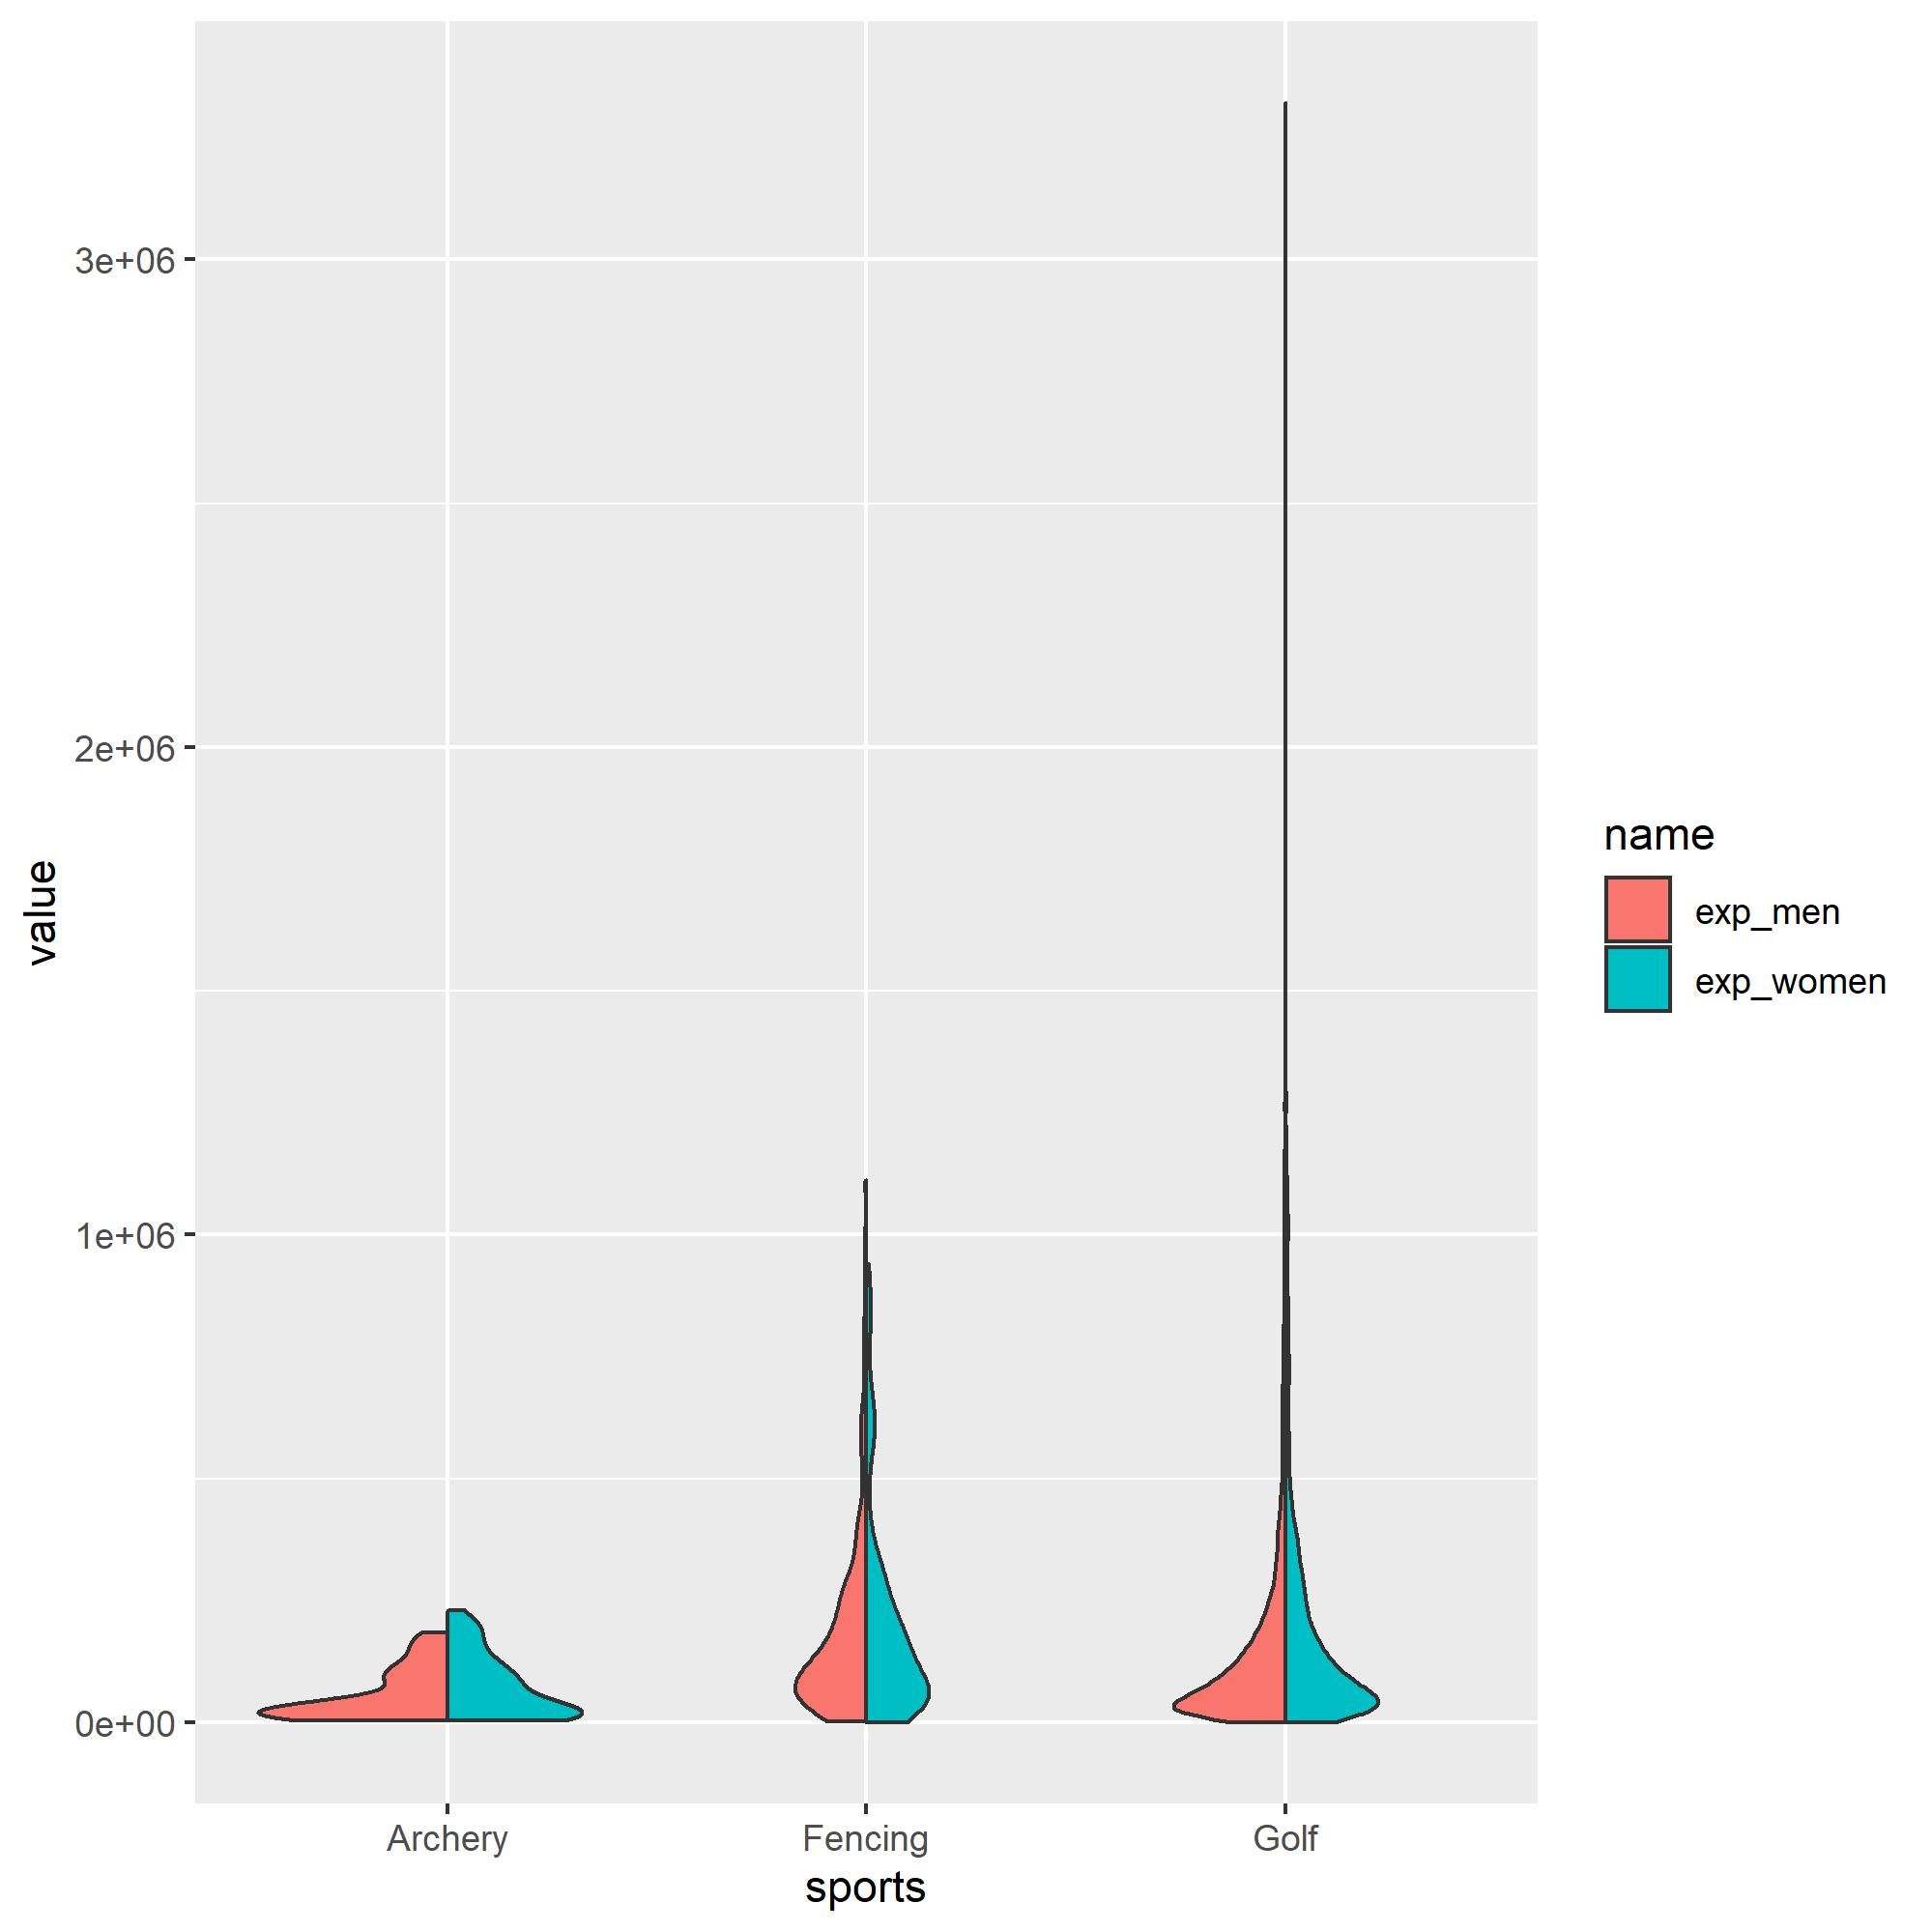 3e+06
2e+06
1e+06
0e+00
value
Archery
Fencing
Golf
sports
name
exp_men
exp_women